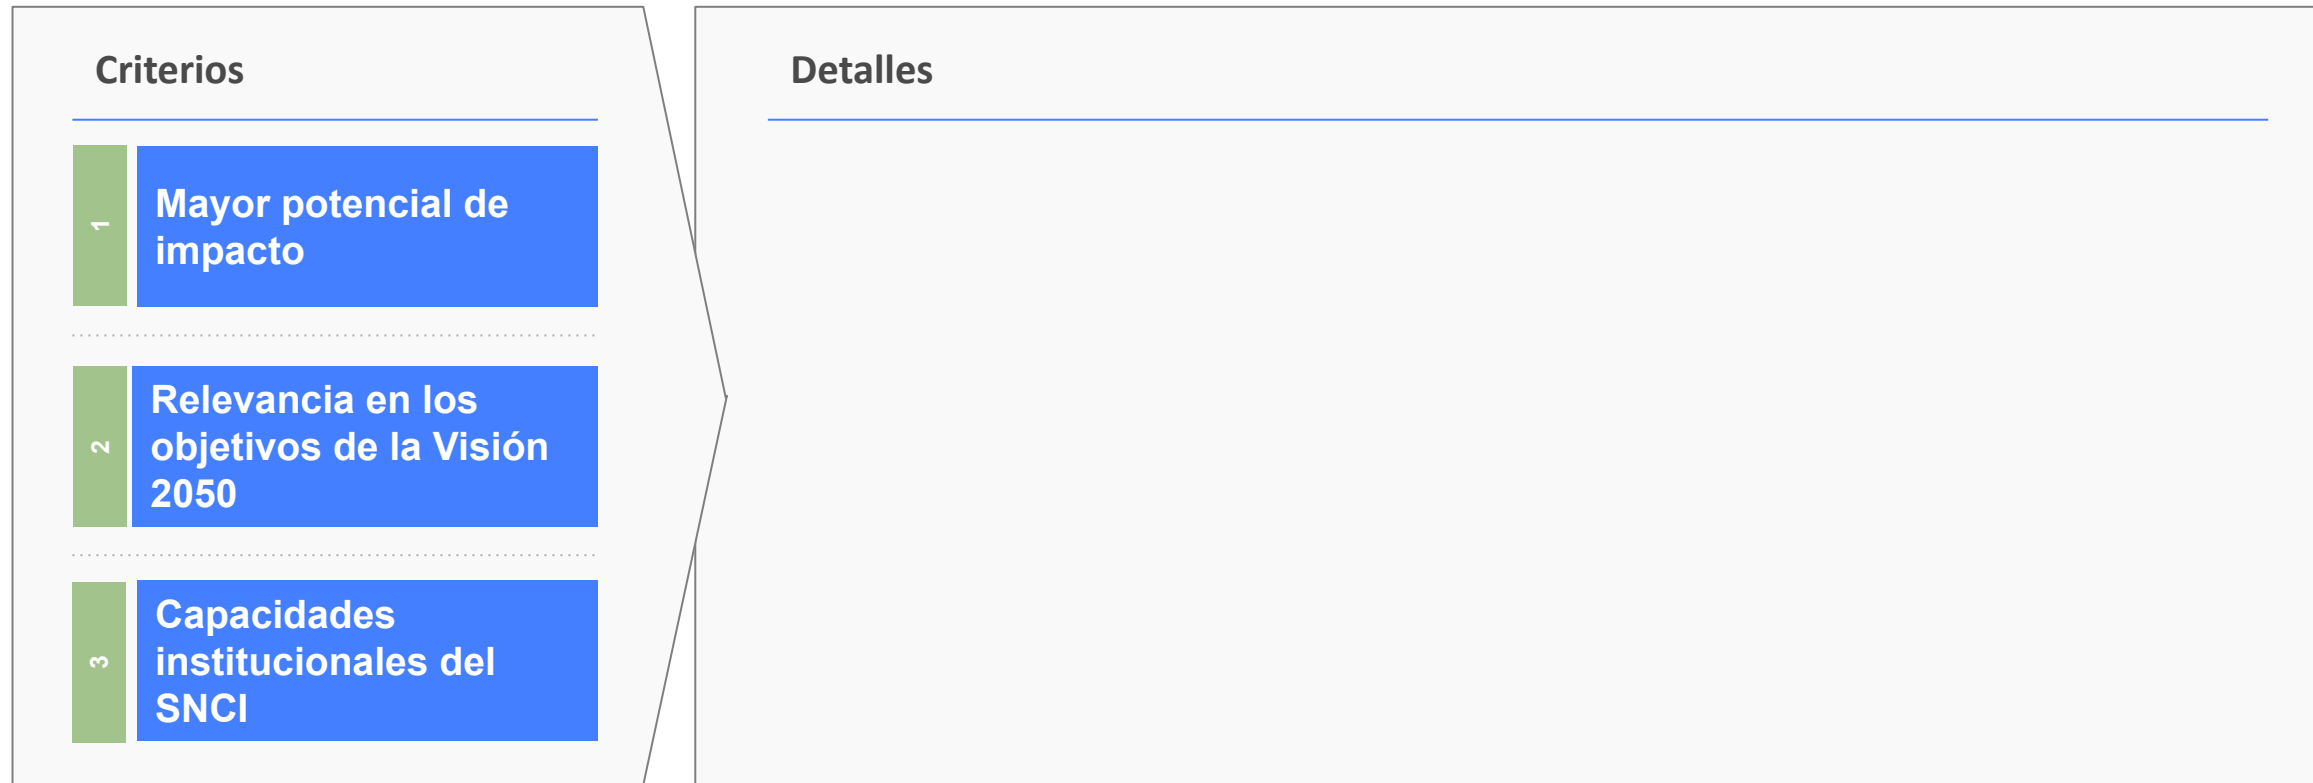 Criterios
1
Mayor potencial de
impacto
2
Relevancia en los
objetivos de la Visión
2050
3
Capacidades
institucionales del
SNCI
Detalles